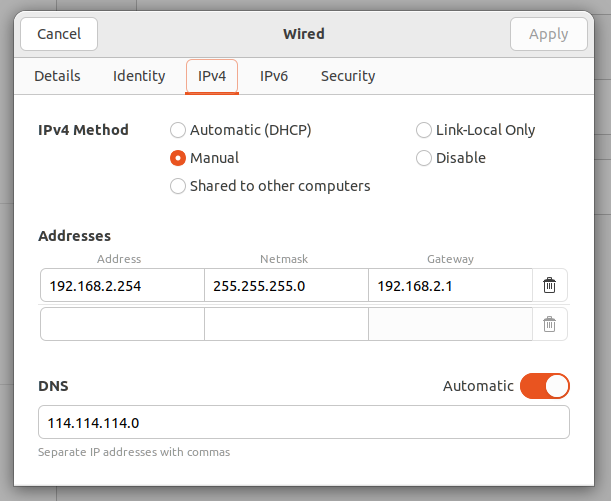 Cancel Wired Apply
Details Identity IPv4 IPv6 Security
IPv4 Method Automatic (DHCP) Link-Local Only
Manual Disable
Shared to other computers
Addresses
Address Netmask Gateway
192.168.2.254 255.255.255.0 192.168.2.1
DNS Automatic
114.114.114.0
Separate IP addresses with commas